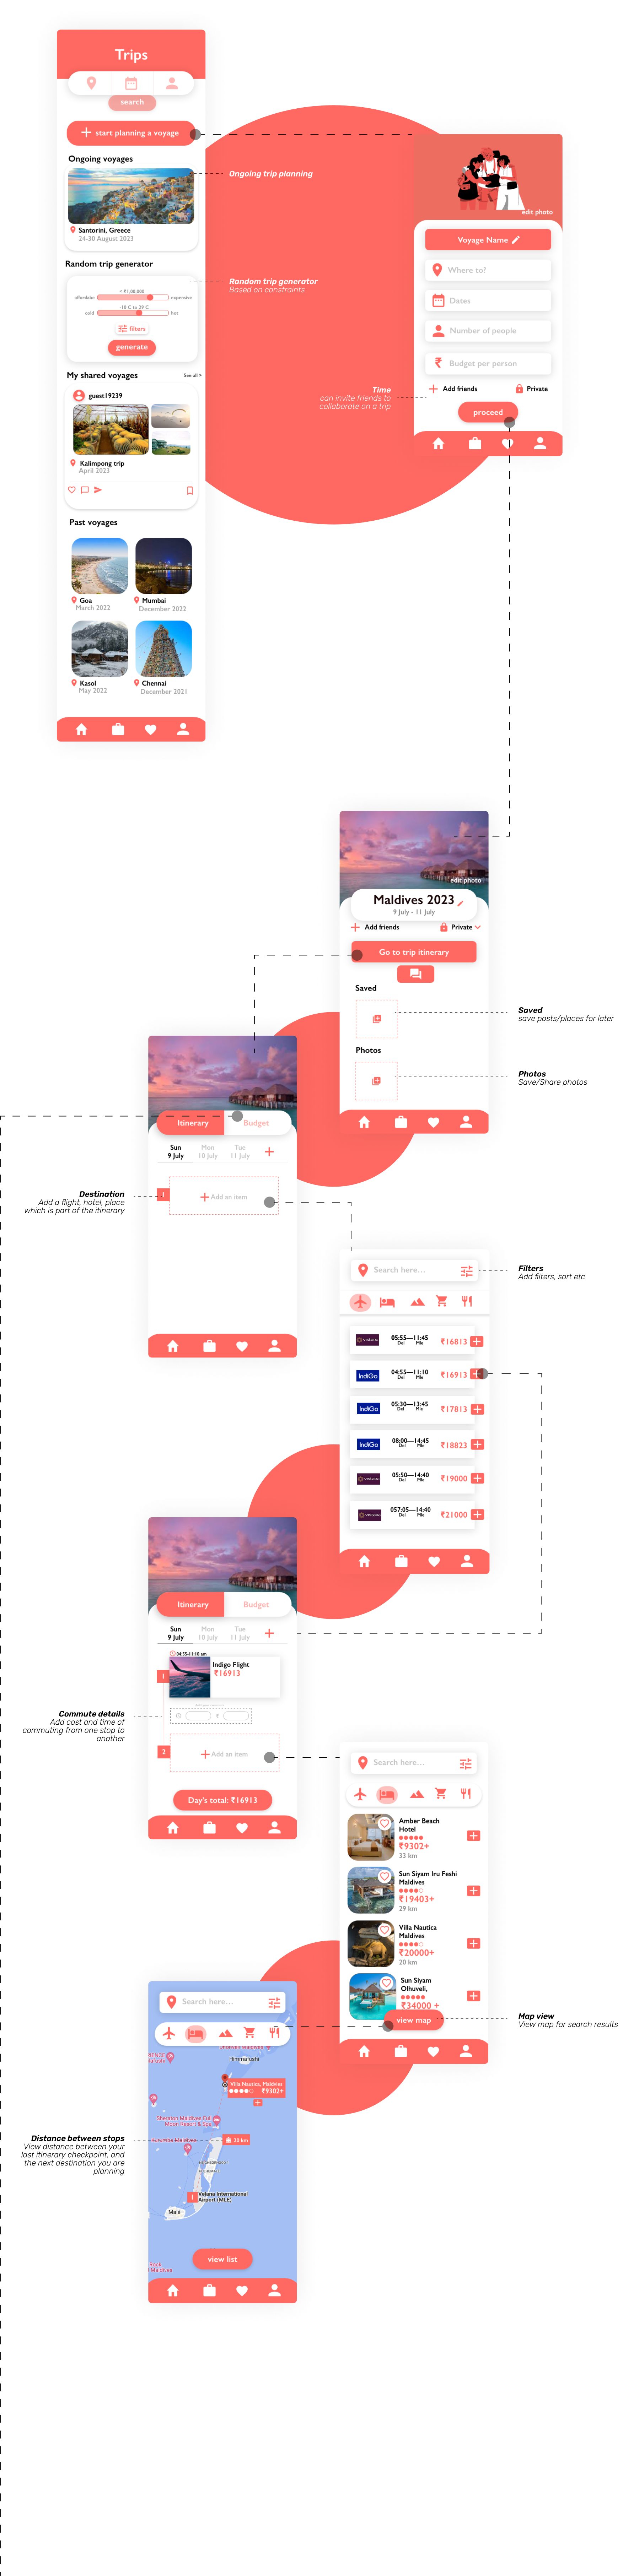 Trips
search
start planning a voyage
Ongoing voyages
Santorini, Greece
24-30 August 2023
Random trip generator
< ₹1,00,000
affordable
expensive
-10 C to 29 C
cold
hot
filters
generate
My shared voyages
See all >
guest19239
Kalimpong trip
April 2023
Past voyages
Goa
March 2022
Mumbai
December 2022
Kasol
May 2022
Chennai
December 2021
Ongoing trip planning
Random trip generator
Based on constraints
edit photo
Voyage Name
Where to?
Dates
Number of people
₹ Budget per person
Add friends
Private
proceed
Time
can invite friends to
collaborate on a trip
edit photo
Maldives 2023
9 July - 11 July
Add friends
Private
Go to trip itinerary
Saved
Photos
Saved
save posts/places for later
Photos
Save/Share photos
Itinerary
Budget
Sun
9 July
Mon
10 July
Tue
11 July
1
Add an item
Destination
Add a flight, hotel, place
which is part of the itinerary
Search here...
Filters
Add filters, sort etc
05:55—11:45
Del Mle
₹16813
IndiGo
04:55—11:10
Del Mle
₹16913
IndiGo
05:30—13:45
Del Mle
₹17813
IndiGo
08:00—14:45
Del Mle
₹18823
05:50—14:40
Del Mle
₹19000
057:05—14:40
Del Mle
₹21000
Itinerary
Budget
Sun
9 July
Mon
10 July
Tue
11 July
04:55-11:10 am
1
Indigo Flight
₹16913
₹
2
Add an item
Day's total: ₹16913
Commute details
Add cost and time of
commuting from one stop to
another
Search here...
Amber Beach
Hotel
₹9302+
33 km
Sun Siyam Iru Feshi
Maldives
₹19403+
29 km
Villa Nautica
Maldives
₹20000+
20 km
Sun Siyam
Olhuveli,
₹34000 +
view map
Map view
View map for search results
Search here...
Himmafushi
Villa Nautica, Maldives
₹9302+
Sheraton Maldives Full
Moon Resort & Spa
20 km
1
Velana International
Airport (MLE)
Malé
view list
Distance between stops
View distance between your
last itinerary checkpoint, and
the next destination you are
planning